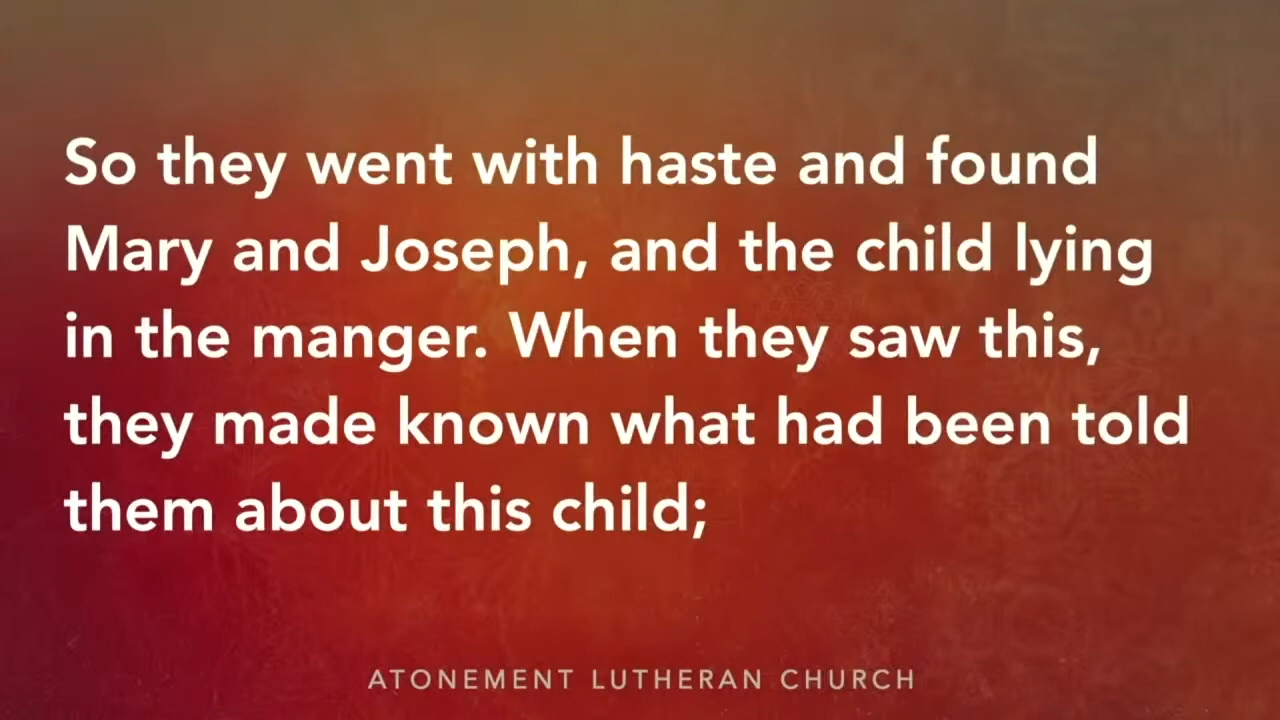 So they went with haste and found
Mary and Joseph, and the child lying
in the manger. When they saw this,
they made known what had been told
them about this child;
ATONEMENT LUTHERAN CHURCH